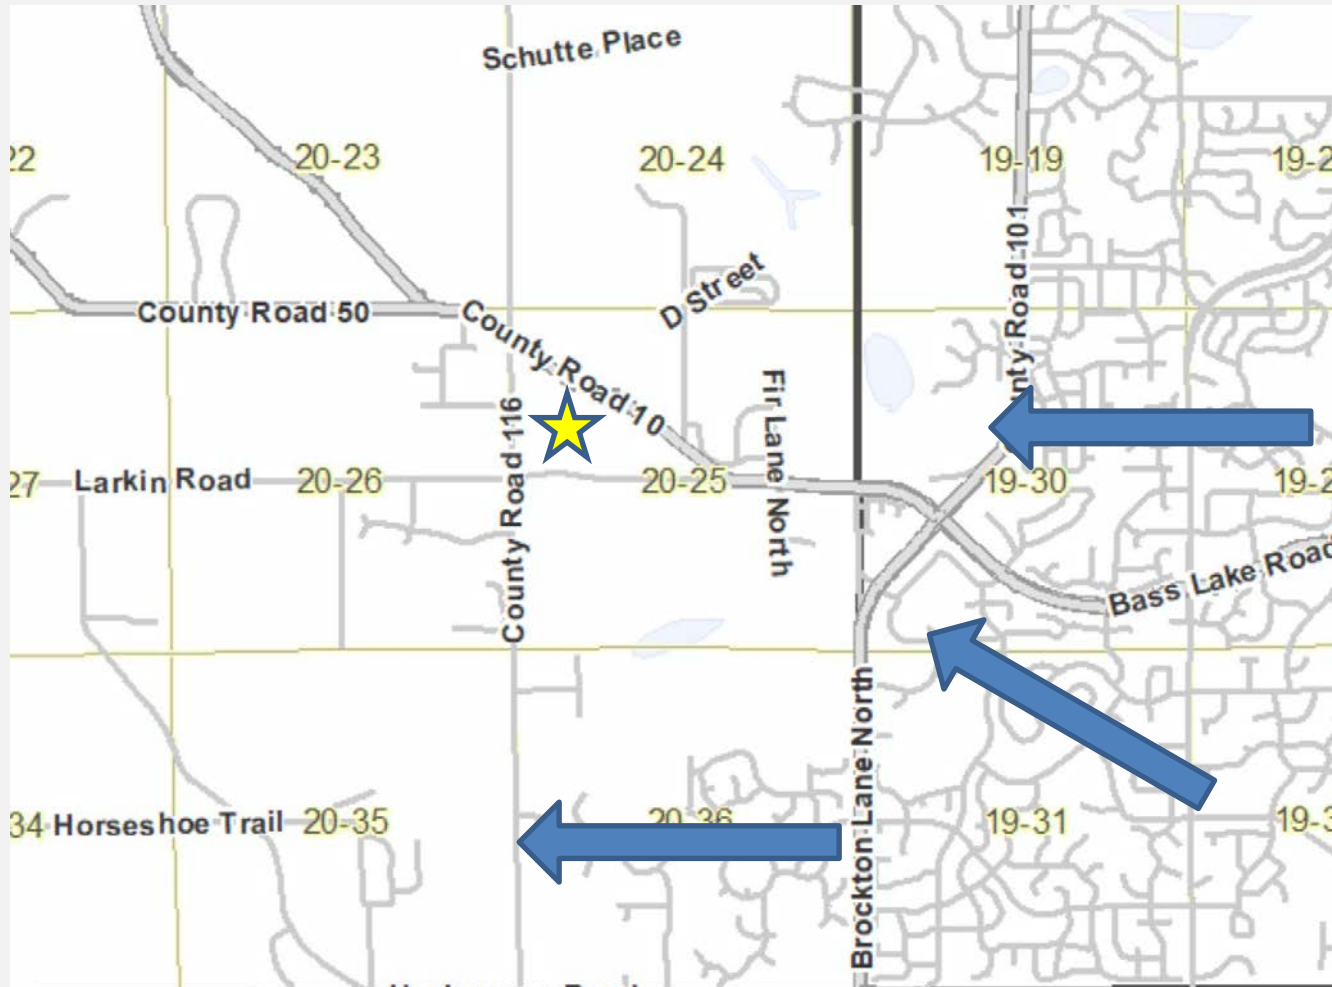 Schutte Place
22
20-23
20-24
19-19
19-2
County Road 101
D Street
County Road 50
County Road 10
Fir Lane North
County Road 116
27
Larkin Road
20-26
20-25
19-30
19-2
Bass Lake Road
Brockton Lane North
34
Horseshoe Trail
20-35
20-36
19-31
19-3